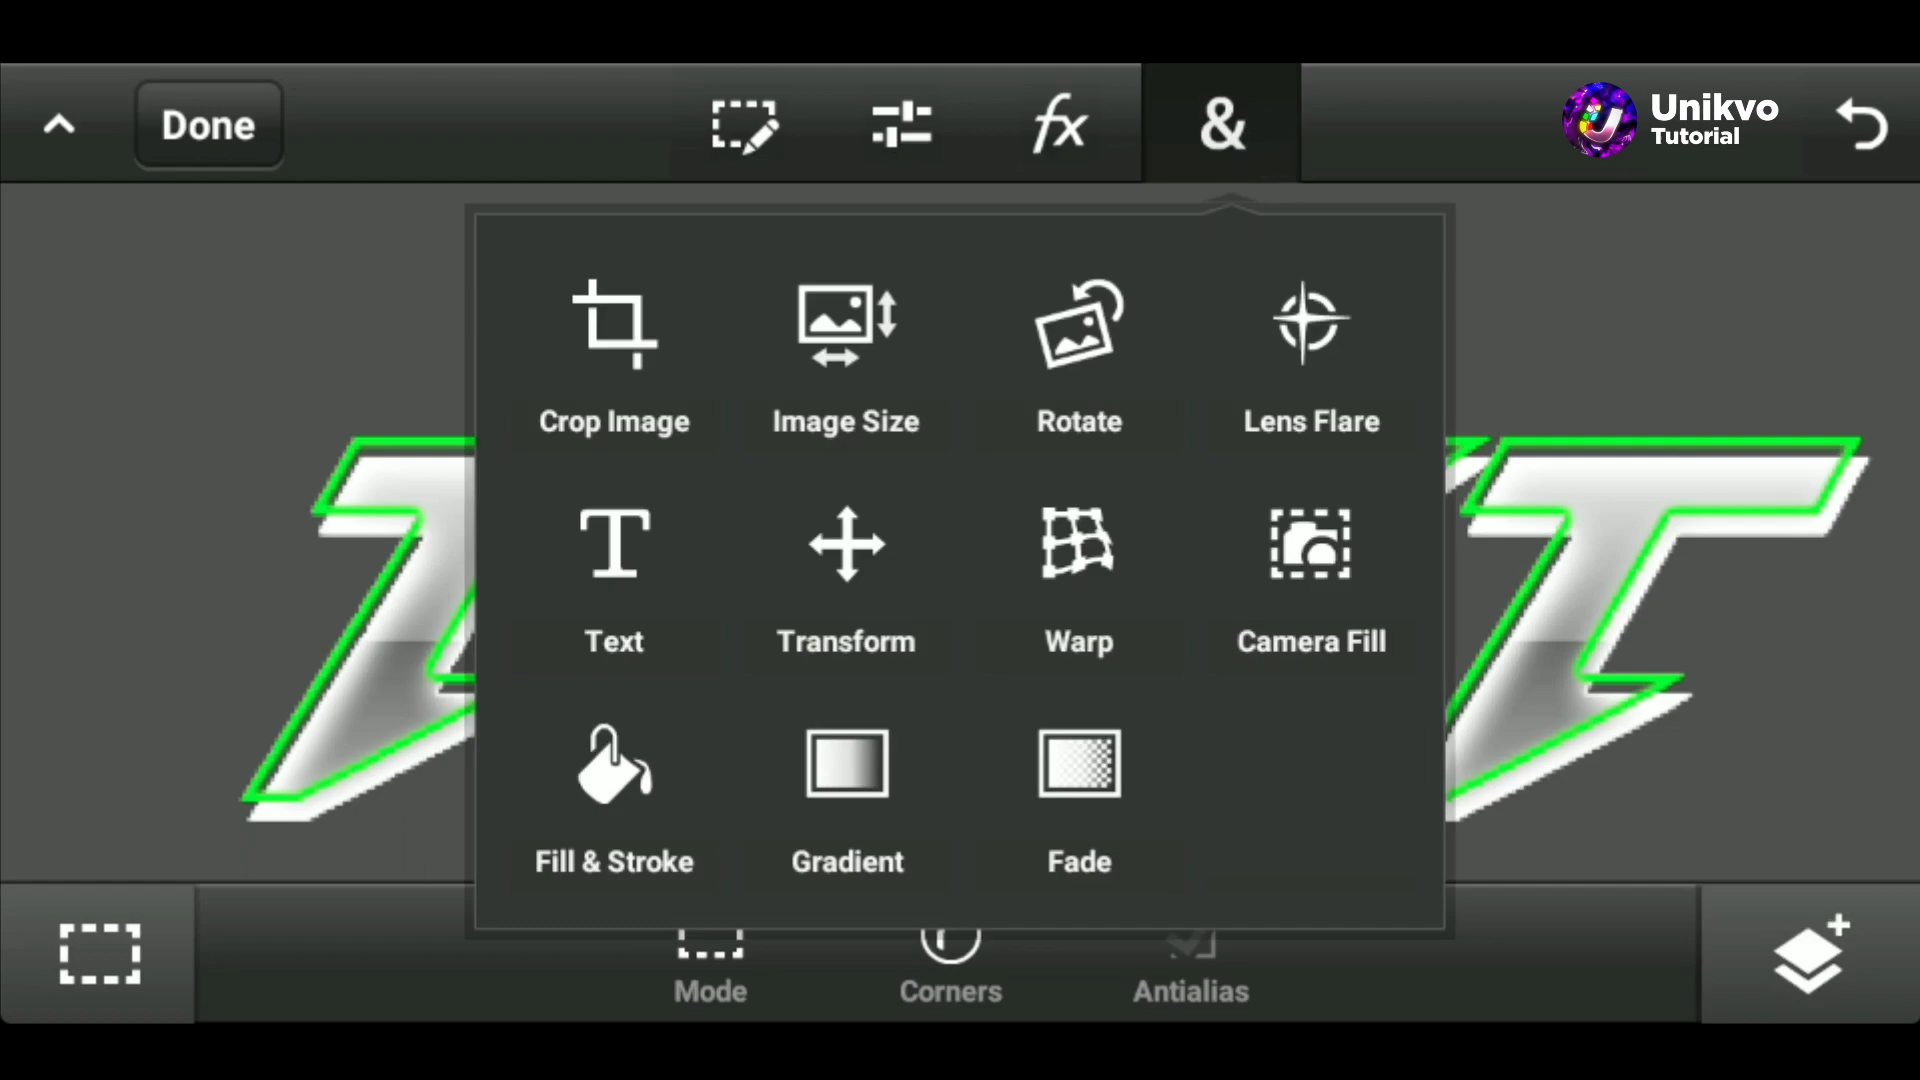 Done
fx
&
Unikvo
Tutorial
Crop Image
Image Size
Rotate
Lens Flare
Text
Transform
Warp
Camera Fill
Fill & Stroke
Gradient
Fade
Mode
Corners
Antialias